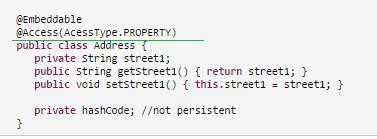 @Embeddable
@Access(AcessType.PROPERTY)
public class Address {
private String street1;
public String getStreet1() { return street1; }
public void setStreet1() { this.street1 = street1; }
private hashCode; //not persistent
}